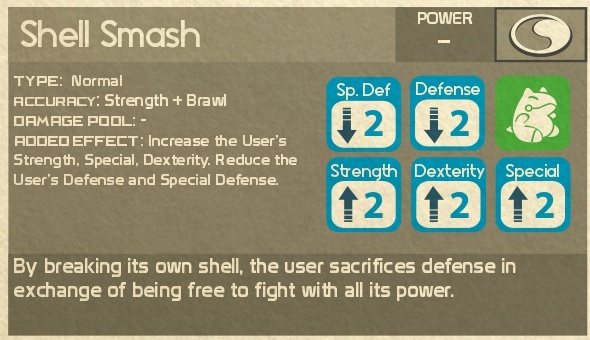 Shell Smash
POWER
–
TYPE: Normal
ACCURACY: Strength + Brawl
DAMAGE POOL: -
ADDED EFFECT: Increase the User's
Strength, Special, Dexterity. Reduce the
User's Defense and Special Defense.
Sp. Def Defense
2 2
Strength Dexterity Special
2 2 2
By breaking its own shell, the user sacrifices defense in
exchange of being free to fight with all its power.